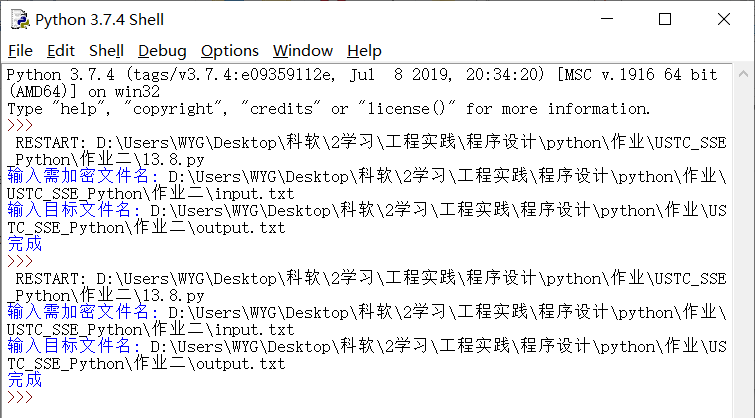 Python 3.7.4 Shell
File Edit Shell Debug Options Window Help
Python 3.7.4 (tags/v3.7.4:e09359112e, Jul  8 2019, 20:34:20) [MSC v.1916 64 bit
(AMD64)] on win32
Type "help", "copyright", "credits" or "license()" for more information.
>>>
 RESTART: D:\Users\WYG\Desktop\科软\2学习\工程实践\程序设计\python\作业\USTC_SSE
_Python\作业二\13.8.py
输入需加密文件名: D:\Users\WYG\Desktop\科软\2学习\工程实践\程序设计\python\作业\
USTC_SSE_Python\作业二\input.txt
输入目标文件名: D:\Users\WYG\Desktop\科软\2学习\工程实践\程序设计\python\作业\US
TC_SSE_Python\作业二\output.txt
完成
>>>
 RESTART: D:\Users\WYG\Desktop\科软\2学习\工程实践\程序设计\python\作业\USTC_SSE
_Python\作业二\13.8.py
输入需加密文件名: D:\Users\WYG\Desktop\科软\2学习\工程实践\程序设计\python\作业\
USTC_SSE_Python\作业二\input.txt
输入目标文件名: D:\Users\WYG\Desktop\科软\2学习\工程实践\程序设计\python\作业\US
TC_SSE_Python\作业二\output.txt
完成
>>>